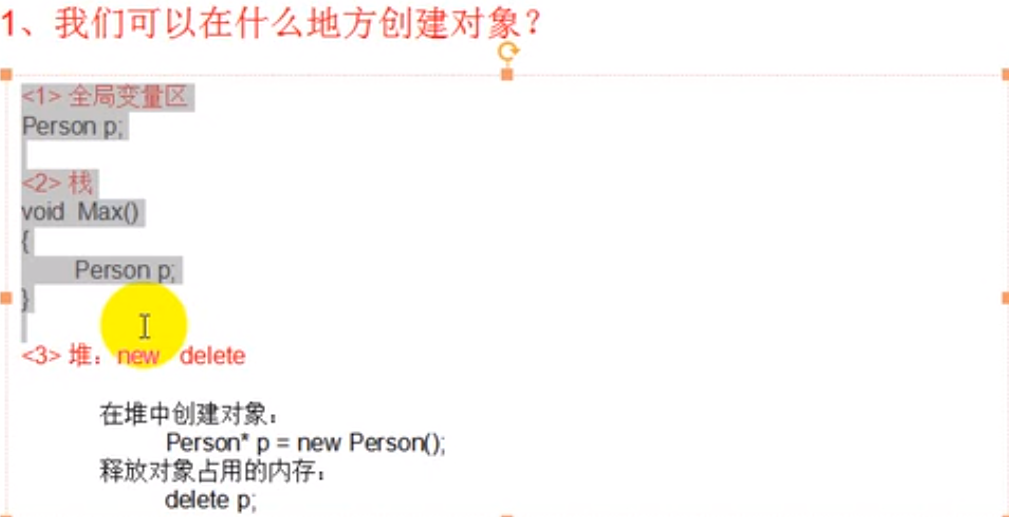 1、我们可以在什么地方创建对象？
<1> 全局变量区
Person p;
<2> 栈
void Max()
{
Person p;
}
<3> 堆：new delete
在堆中创建对象：
Person* p = new Person();
释放对象占用的内存：
delete p;